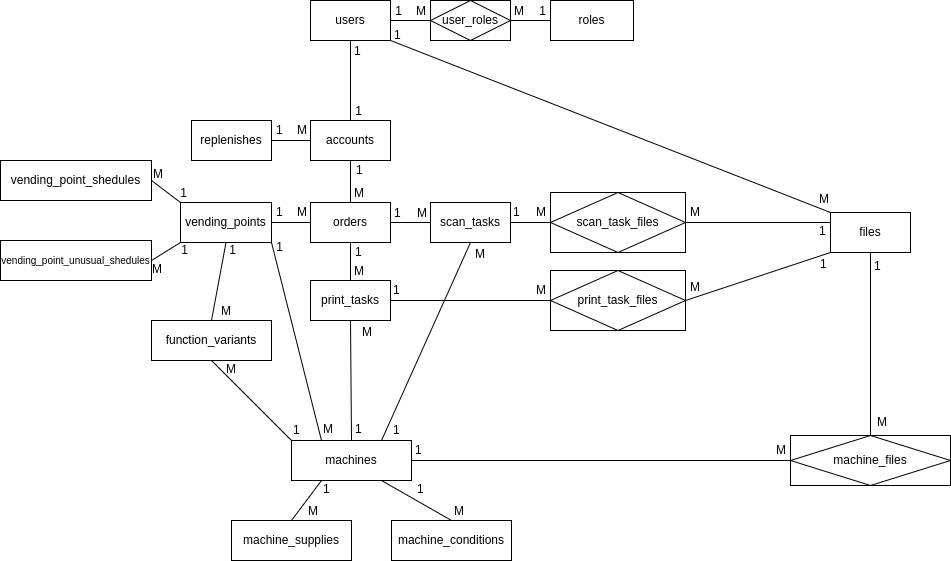 users
1
M
user_roles
M
1
roles
1
1
1
replenishes
1
M
accounts
1
M
vending_point_shedules
M
1
vending_points
1
M
orders
1
M
scan_tasks
1
M
scan_task_files
M
M
1
files
vending_point_unusual_shedules
M
1
1
1
1
M
M
print_tasks
1
M
print_task_files
M
1
1
M
function_variants
M
M
1
M
1
1
machines
1
M
M
machine_files
1
1
M
M
machine_supplies
machine_conditions